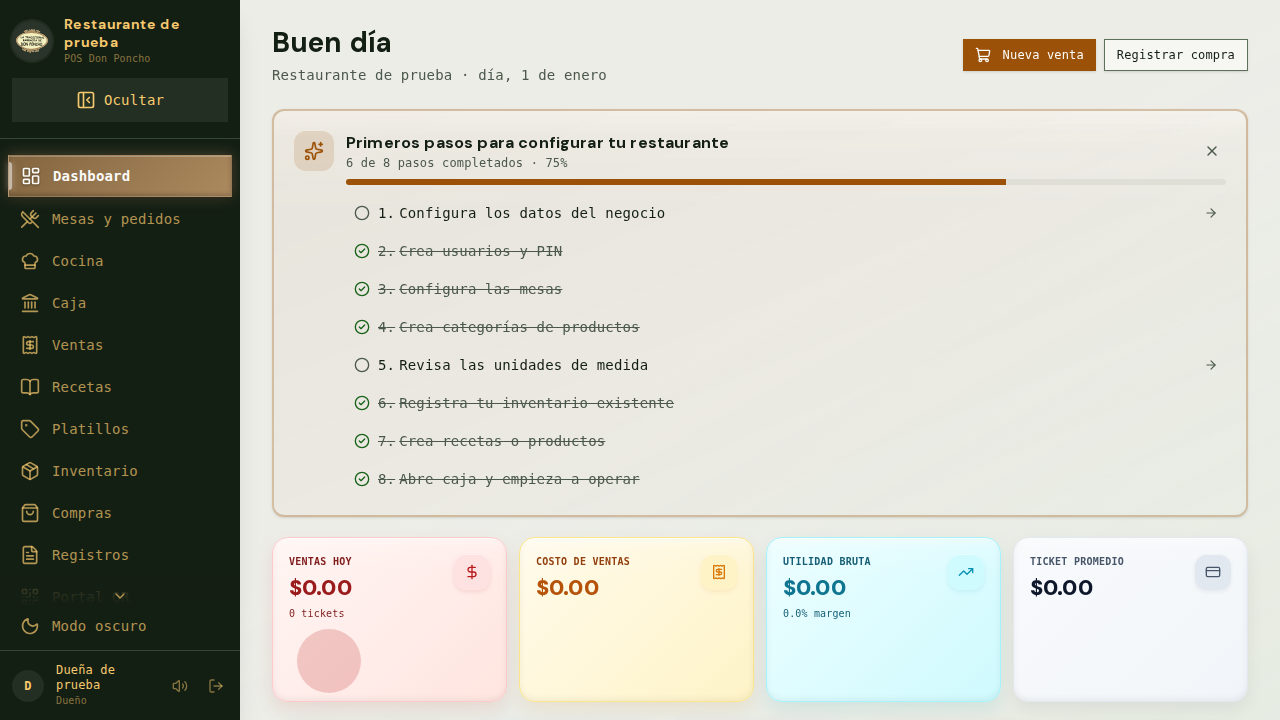 Restaurante de
prueba
POS Don Poncho
Ocultar
Dashboard
Mesas y pedidos
Cocina
Caja
Ventas
Recetas
Platillos
Inventario
Compras
Registros
Portal QR
Modo oscuro
D
Dueña de
prueba
Dueño
Buen día
Restaurante de prueba · día, 1 de enero
Nueva venta
Registrar compra
Primeros pasos para configurar tu restaurante
6 de 8 pasos completados · 75%
1. Configura los datos del negocio
2. Crea usuarios y PIN
3. Configura las mesas
4. Crea categorías de productos
5. Revisa las unidades de medida
6. Registra tu inventario existente
7. Crea recetas o productos
8. Abre caja y empieza a operar
VENTAS HOY
$0.00
0 tickets
COSTO DE VENTAS
$0.00
UTILIDAD BRUTA
$0.00
0.0% margen
TICKET PROMEDIO
$0.00